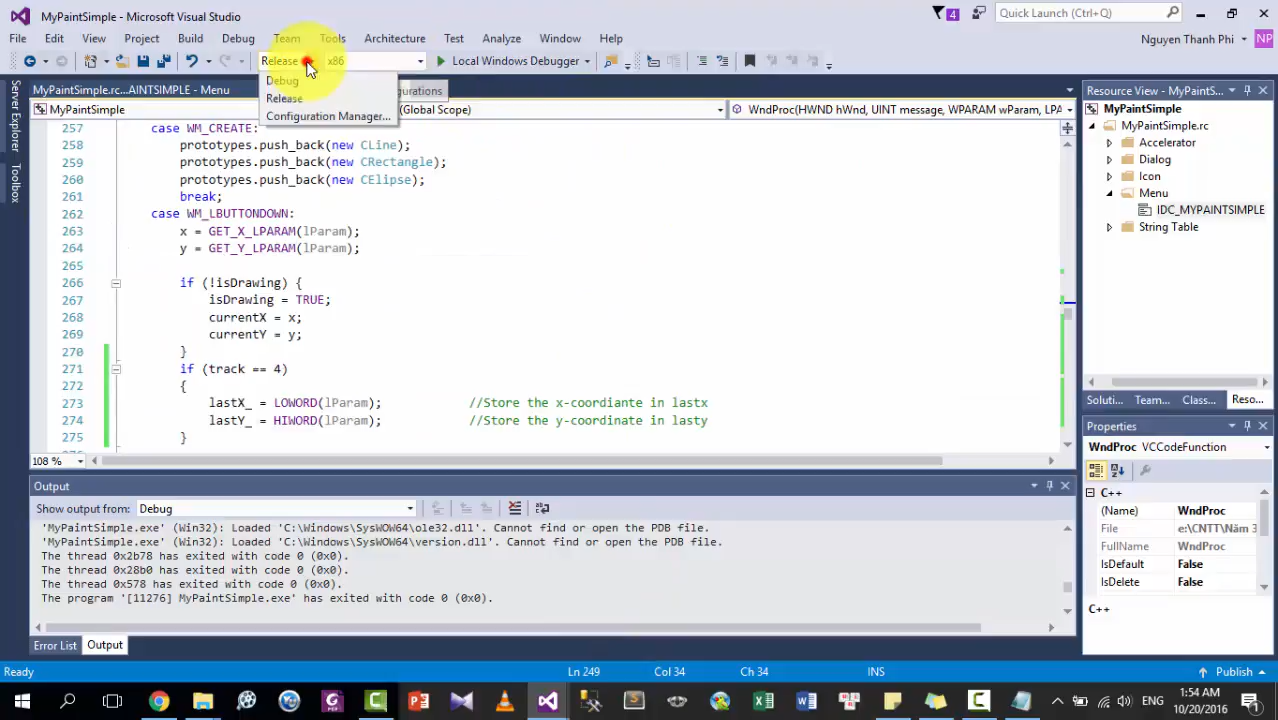 MyPaintSimple - Microsoft Visual Studio
4
Quick Launch (Ctrl+Q)
File Edit View Project Build Debug Team Tools Architecture Test Analyze Window Help
Nguyen Thanh Phi NP
Release x86 Local Windows Debugger
Debug
Release
Configuration Manager...
MyPaintSimple.rc...AINTSIMPLE - Menu
MyPaintSimple (Global Scope) WndProc(HWND hWnd, UINT message, WPARAM wParam, LPA
Server Explorer
Toolbox
257 case WM_CREATE:
258 prototypes.push_back(new CLine);
259 prototypes.push_back(new CRectangle);
260 prototypes.push_back(new CElipse);
261 break;
262 case WM_LBUTTONDOWN:
263 x = GET_X_LPARAM(lParam);
264 y = GET_Y_LPARAM(lParam);
265
266 if (!isDrawing) {
267 isDrawing = TRUE;
268 currentX = x;
269 currentY = y;
270 }
271 if (track == 4)
272 {
273 lastX_ = LOWORD(lParam); //Store the x-coordiante in lastx
274 lastY_ = HIWORD(lParam); //Store the y-coordinate in lasty
275 }
108 %
Resource View - MyPaintS...
MyPaintSimple
MyPaintSimple.rc
Accelerator
Dialog
Icon
Menu
IDC_MYPAINTSIMPLE
String Table
Soluti... Team... Class... Reso...
Properties
WndProc VCCodeFunction
C++
(Name) WndProc
File e:\CNTT\Năm 3
FullName WndProc
IsDefault False
IsDelete False
C++
Output
Show output from: Debug
'MyPaintSimple.exe' (Win32): Loaded 'C:\Windows\SysWOW64\ole32.dll'. Cannot find or open the PDB file.
'MyPaintSimple.exe' (Win32): Loaded 'C:\Windows\SysWOW64\version.dll'. Cannot find or open the PDB file.
The thread 0x2b78 has exited with code 0 (0x0).
The thread 0x28b0 has exited with code 0 (0x0).
The thread 0x578 has exited with code 0 (0x0).
The program '[11276] MyPaintSimple.exe' has exited with code 0 (0x0).
Error List Output
Ready Ln 249 Col 34 Ch 34 INS Publish
ENG
1:54 AM
10/20/2016